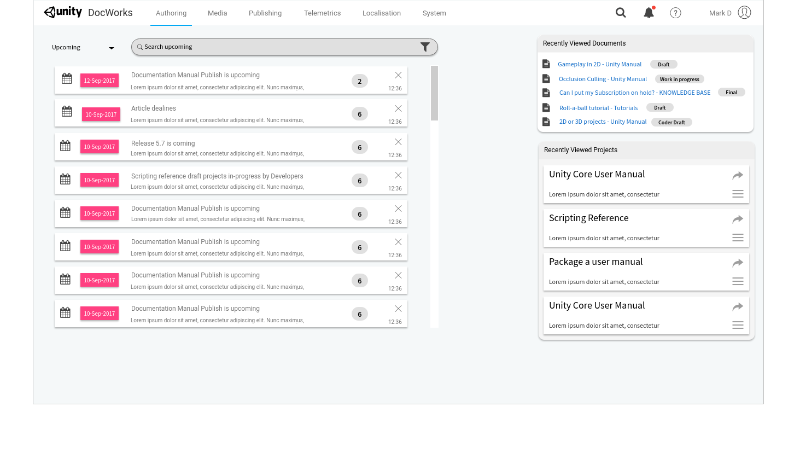 unity DocWorks Authoring Media Publishing Telemetrics Localisation System ? Mark D
Upcoming Search upcoming
12-Sep-2017 Documentation Manual Publish is upcoming 2
Lorem ipsum dolor sit amet, consectetur adipiscing elit. Nunc maximus, 12:36
10-Sep-2017 Article dealines 6
Lorem ipsum dolor sit amet, consectetur adipiscing elit. Nunc maximus, 12:36
10-Sep-2017 Release 5.7 is coming 6
Lorem ipsum dolor sit amet, consectetur adipiscing elit. Nunc maximus, 12:36
10-Sep-2017 Scripting reference draft projects in-progress by Developers 6
Lorem ipsum dolor sit amet, consectetur adipiscing elit. Nunc maximus, 12:36
10-Sep-2017 Documentation Manual Publish is upcoming 6
Lorem ipsum dolor sit amet, consectetur adipiscing elit. Nunc maximus, 12:36
10-Sep-2017 Documentation Manual Publish is upcoming 6
Lorem ipsum dolor sit amet, consectetur adipiscing elit. Nunc maximus, 12:36
10-Sep-2017 Documentation Manual Publish is upcoming 6
Lorem ipsum dolor sit amet, consectetur adipiscing elit. Nunc maximus, 12:36
10-Sep-2017 Documentation Manual Publish is upcoming 6
Lorem ipsum dolor sit amet, consectetur adipiscing elit. Nunc maximus, 12:36
Recently Viewed Documents
Gameplay in 2D - Unity Manual Draft
Occlusion Culling - Unity Manual Work in progress
Can I put my Subscription on hold? - KNOWLEDGE BASE Final
Roll-a-ball tutorial - Tutorials Draft
2D or 3D projects - Unity Manual Coder Draft
Recently Viewed Projects
Unity Core User Manual
Lorem ipsum dolor sit amet, consectetur
Scripting Reference
Lorem ipsum dolor sit amet, consectetur
Package a user manual
Lorem ipsum dolor sit amet, consectetur
Unity Core User Manual
Lorem ipsum dolor sit amet, consectetur